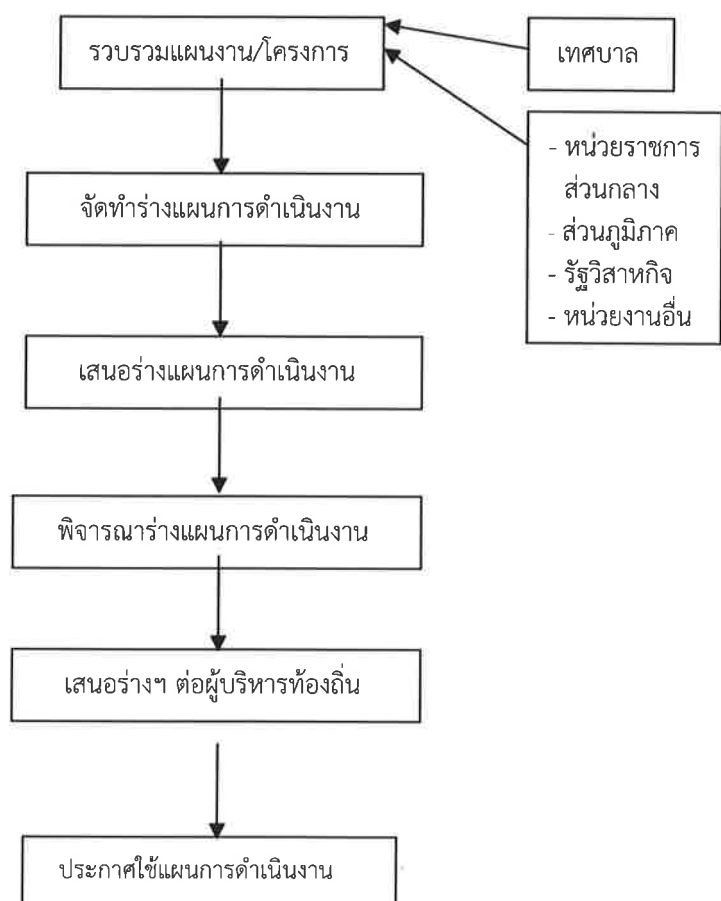 รวบรวมแผนงาน/โครงการ
เทศบาล
- หน่วยราชการ
ส่วนกลาง
- ส่วนภูมิภาค
- รัฐวิสาหกิจ
- หน่วยงานอื่น
จัดทำร่างแผนการดำเนินงาน
เสนอร่างแผนการดำเนินงาน
พิจารณาร่างแผนการดำเนินงาน
เสนอร่างฯ ต่อผู้บริหารท้องถิ่น
ประกาศใช้แผนการดำเนินงาน